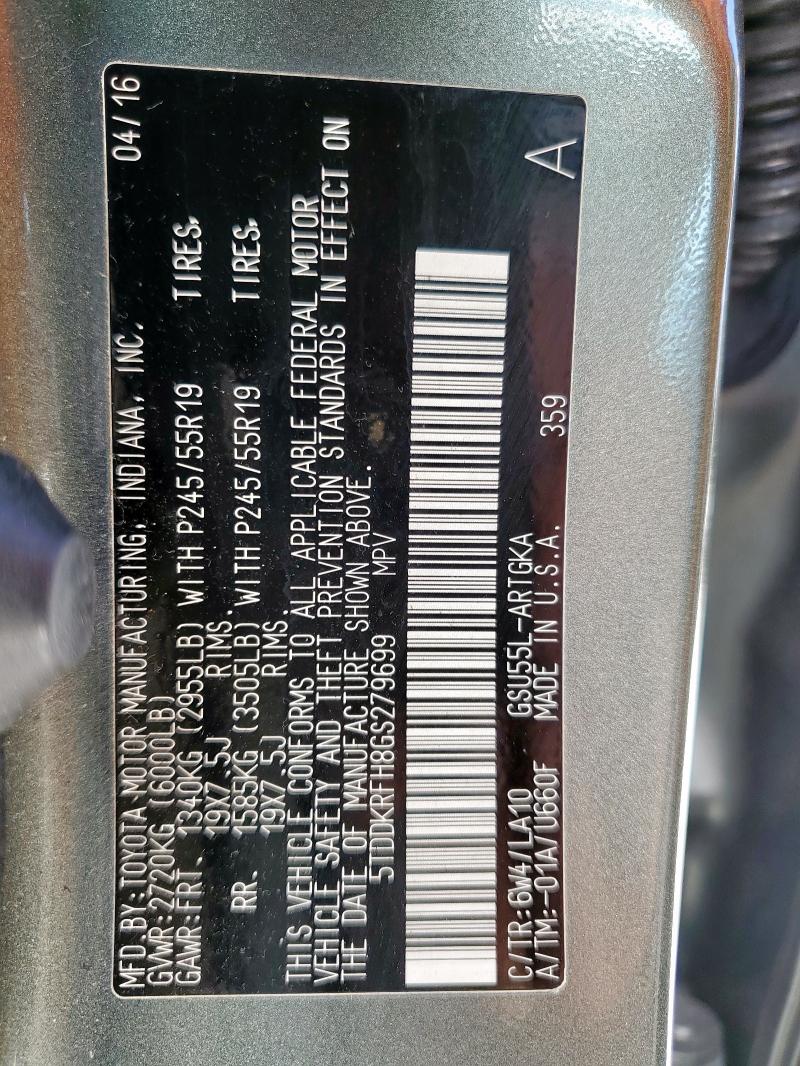 MFD.BY:TOYOTA MOTOR MANUFACTURING, INDIANA, INC. 04/16
GVWR:2720KG (6000LB)
GAWR:FRT. 1340KG (2955LB) WITH P245/55R19 TIRES,
19X7.5J RIMS.
RR. 1585KG (3505LB) WITH P245/55R19 TIRES,
19X7.5J RIMS.
THIS VEHICLE CONFORMS TO ALL APPLICABLE FEDERAL MOTOR
VEHICLE SAFETY AND THEFT PREVENTION STANDARDS IN EFFECT ON
THE DATE OF MANUFACTURE SHOWN ABOVE.
5TDDKRFH8GS279699 MPV
C/TR:6W4/LA10 GSU55L-ARTGKA A
A/TM:-01A/U660F MADE IN U.S.A. 359